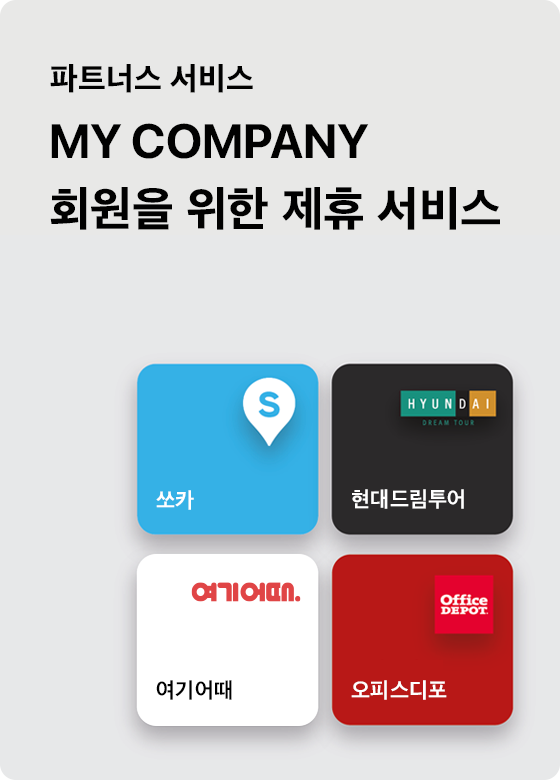 파트너스 서비스
MY COMPANY
회원을 위한 제휴 서비스
S
쏘카
HYUNDAI
DREAM TOUR
현대드림투어
여기어때.
여기어때
Office
DEPOT
오피스디포